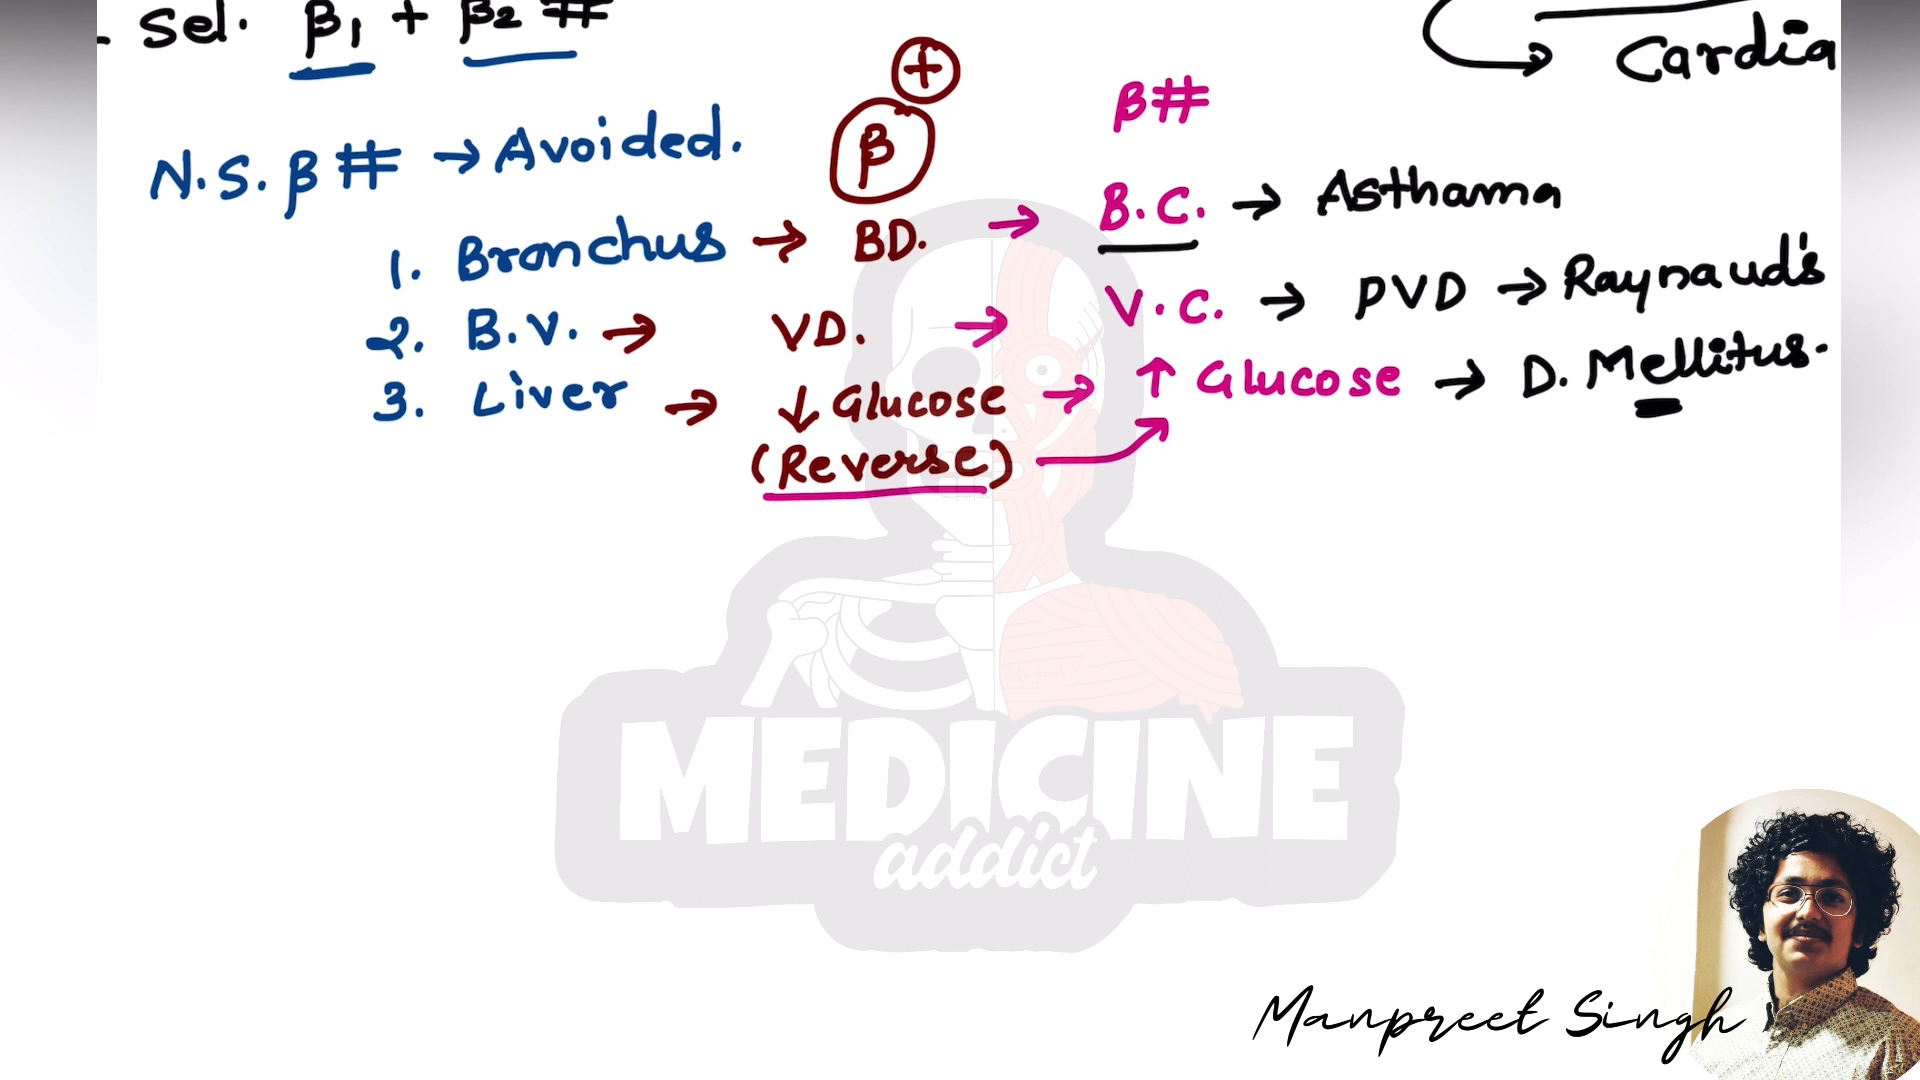 - Sel. β1 + β2 #
Cardia
+
β
β#
N.S. β # → Avoided.
1. Bronchus → BD. → B.C. → Asthama
2. B.V. → VD. → V.C. → PVD → Raynaud's
3. Liver → ↓ Glucose → ↑ Glucose → D. Mellitus.
(Reverse)
MEDICINE
addict
Manpreet Singh